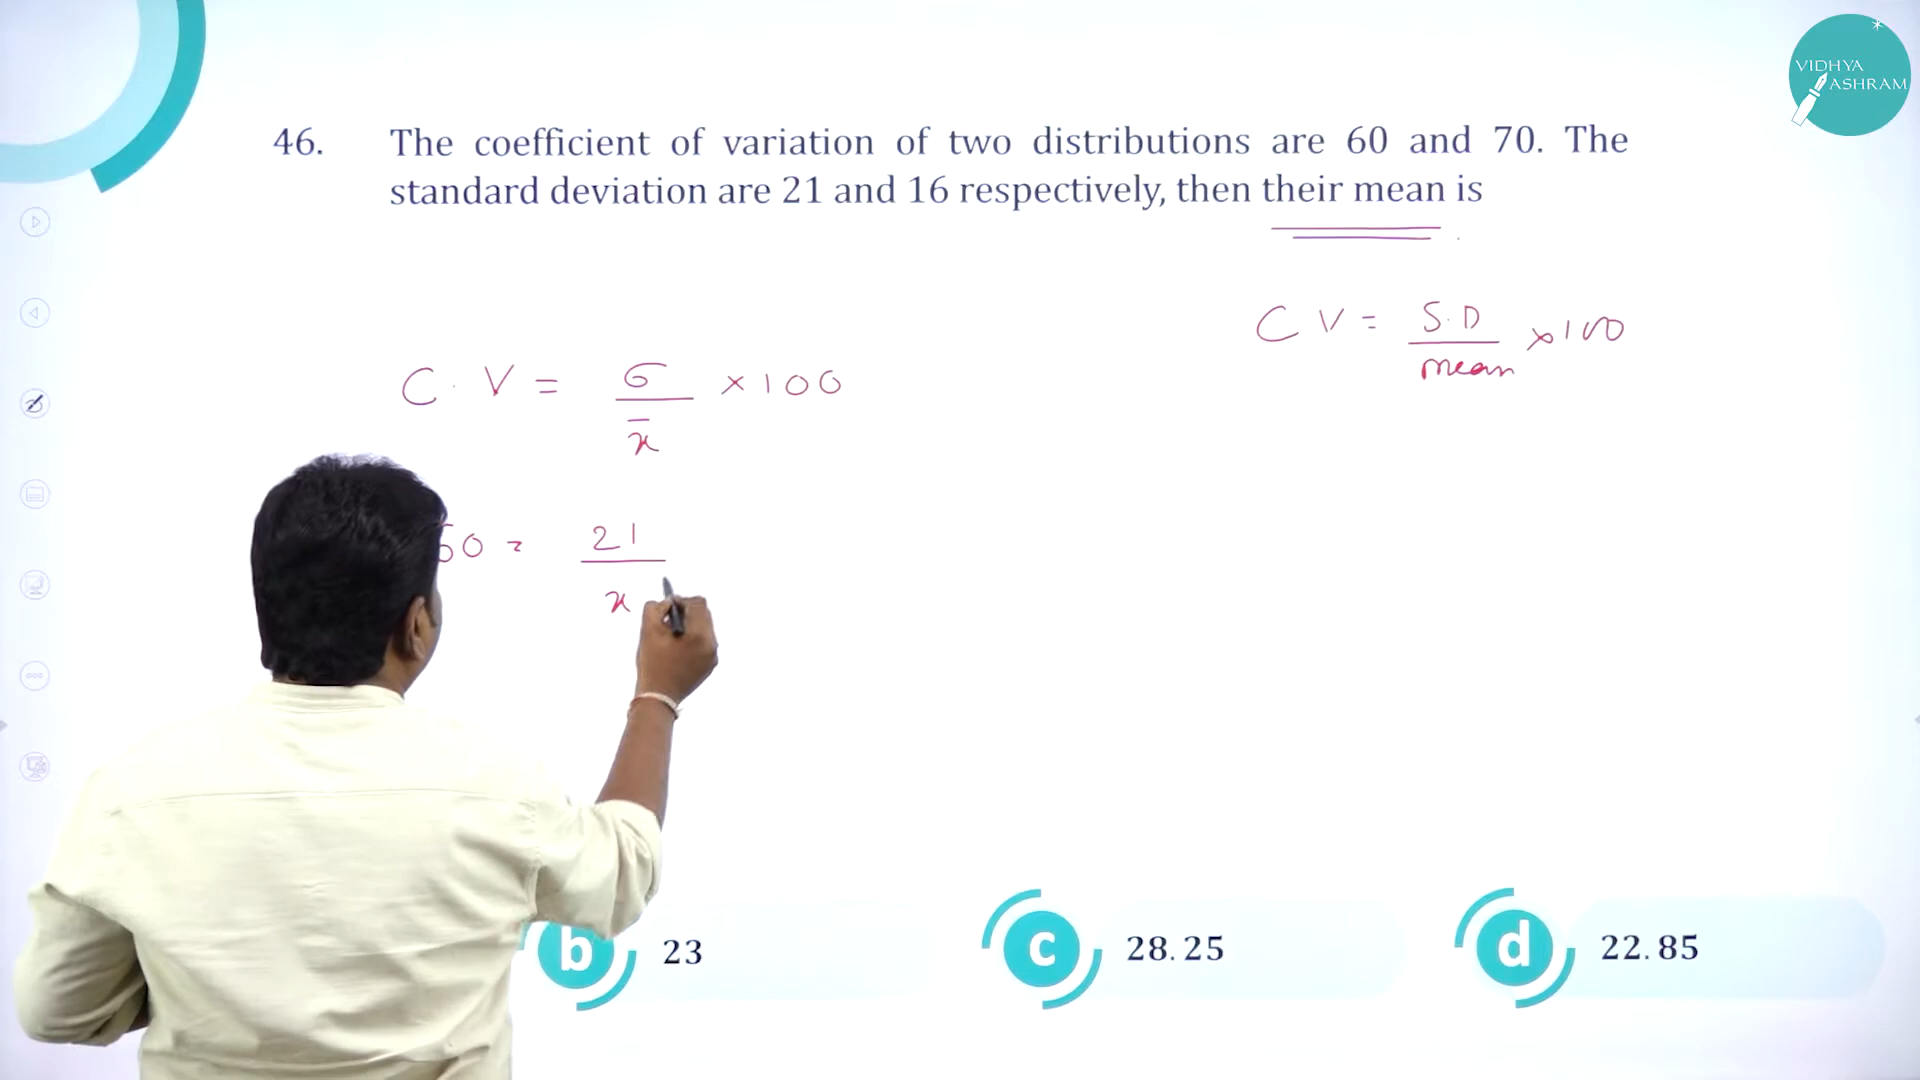 VIDHYA
ASHRAM
46. The coefficient of variation of two distributions are 60 and 70. The
standard deviation are 21 and 16 respectively, then their mean is
C V = S.D / mean × 100
C. V = σ / x̄ × 100
60 = 21 / x
b 23
c 28.25
d 22.85